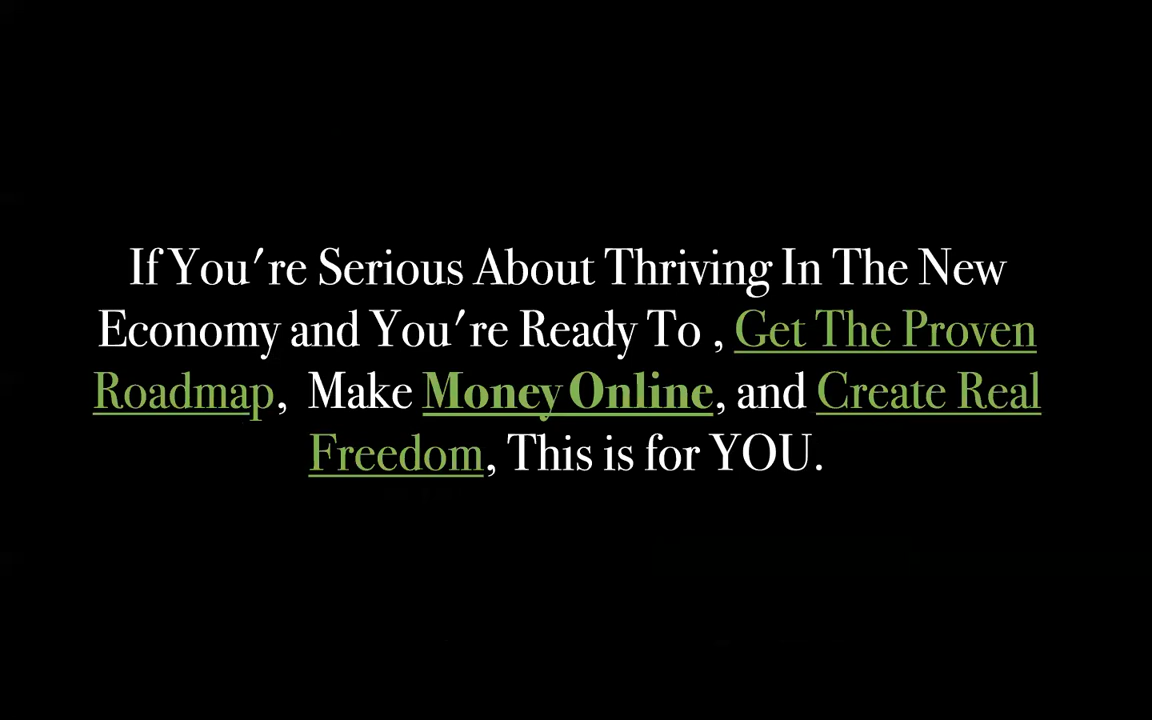 If You're Serious About Thriving In The New
Economy and You're Ready To , Get The Proven
Roadmap,  Make Money Online, and Create Real
Freedom, This is for YOU.